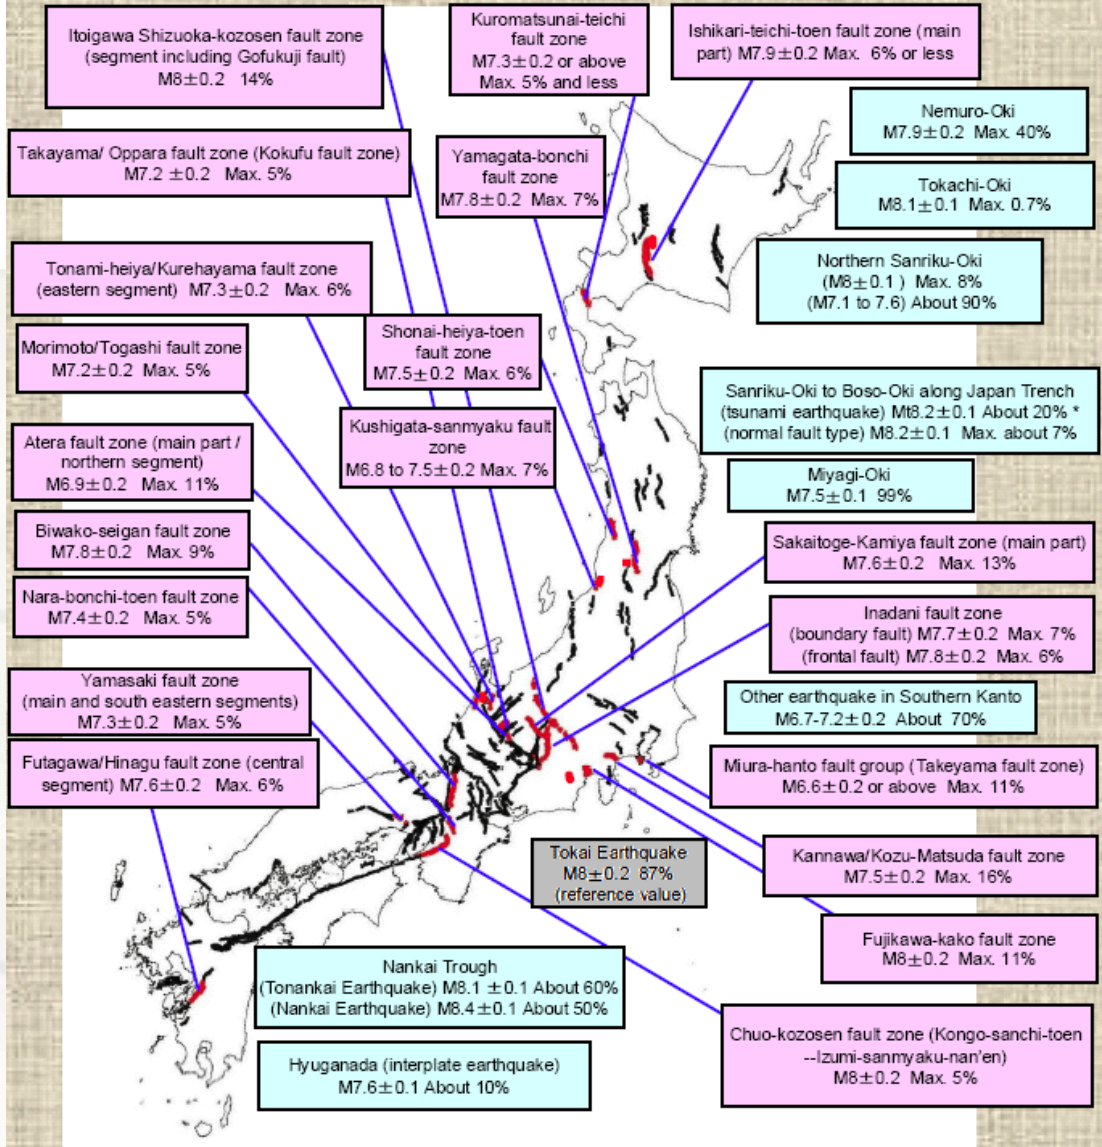 Itoigawa Shizuoka-kozosen fault zone
(segment including Gofukuji fault)
M8±0.2 14%
Kuromatsunai-teichi
fault zone
M7.3±0.2 or above
Max. 5% and less
Ishikari-teichi-toen fault zone (main
part) M7.9±0.2 Max. 6% or less
Nemuro-Oki
M7.9±0.2 Max. 40%
Takayama/ Oppara fault zone (Kokufu fault zone)
M7.2 ±0.2 Max. 5%
Yamagata-bonchi
fault zone
M7.8±0.2 Max. 7%
Tokachi-Oki
M8.1±0.1 Max. 0.7%
Tonami-heiya/Kurehayama fault zone
(eastern segment) M7.3±0.2 Max. 6%
Northern Sanriku-Oki
(M8±0.1 ) Max. 8%
(M7.1 to 7.6) About 90%
Morimoto/Togashi fault zone
M7.2±0.2 Max. 5%
Shonai-heiya-toen
fault zone
M7.5±0.2 Max. 6%
Sanriku-Oki to Boso-Oki along Japan Trench
(tsunami earthquake) Mt8.2±0.1 About 20% *
(normal fault type) M8.2±0.1 Max. about 7%
Kushigata-sanmyaku fault
zone
M6.8 to 7.5±0.2 Max. 7%
Atera fault zone (main part /
northern segment)
M6.9±0.2 Max. 11%
Miyagi-Oki
M7.5±0.1 99%
Biwako-seigan fault zone
M7.8±0.2 Max. 9%
Sakaitoge-Kamiya fault zone (main part)
M7.6±0.2 Max. 13%
Nara-bonchi-toen fault zone
M7.4±0.2 Max. 5%
Inadani fault zone
(boundary fault) M7.7±0.2 Max. 7%
(frontal fault) M7.8±0.2 Max. 6%
Yamasaki fault zone
(main and south eastern segments)
M7.3±0.2 Max. 5%
Other earthquake in Southern Kanto
M6.7-7.2±0.2 About 70%
Futagawa/Hinagu fault zone (central
segment) M7.6±0.2 Max. 6%
Miura-hanto fault group (Takeyama fault zone)
M6.6±0.2 or above Max. 11%
Tokai Earthquake
M8±0.2 87%
(reference value)
Kannawa/Kozu-Matsuda fault zone
M7.5±0.2 Max. 16%
Fujikawa-kako fault zone
M8±0.2 Max. 11%
Nankai Trough
(Tonankai Earthquake) M8.1 ±0.1 About 60%
(Nankai Earthquake) M8.4±0.1 About 50%
Chuo-kozosen fault zone (Kongo-sanchi-toen
--Izumi-sanmyaku-nan'en)
M8±0.2 Max. 5%
Hyuganada (interplate earthquake)
M7.6±0.1 About 10%